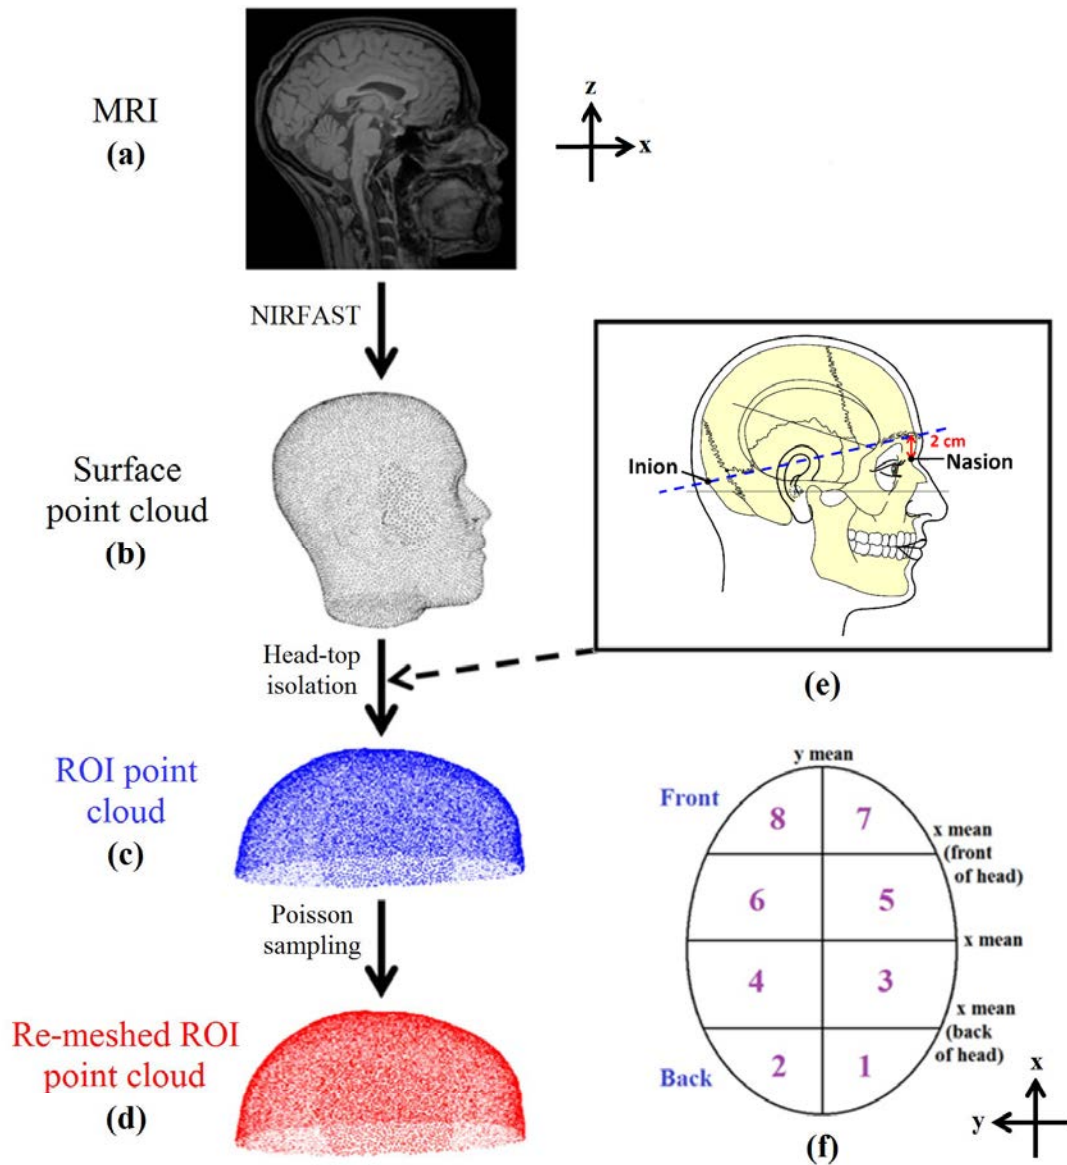 MRI
(a)
z
x
NIRFAST
Surface
point cloud
(b)
Inion
2 cm
Nasion
(e)
Head-top
isolation
ROI point
cloud
(c)
Poisson
sampling
Re-meshed ROI
point cloud
(d)
y mean
Front
8
7
x mean
(front
of head)
6
5
x mean
4
3
x mean
(back
of head)
Back
2
1
x
y
(f)